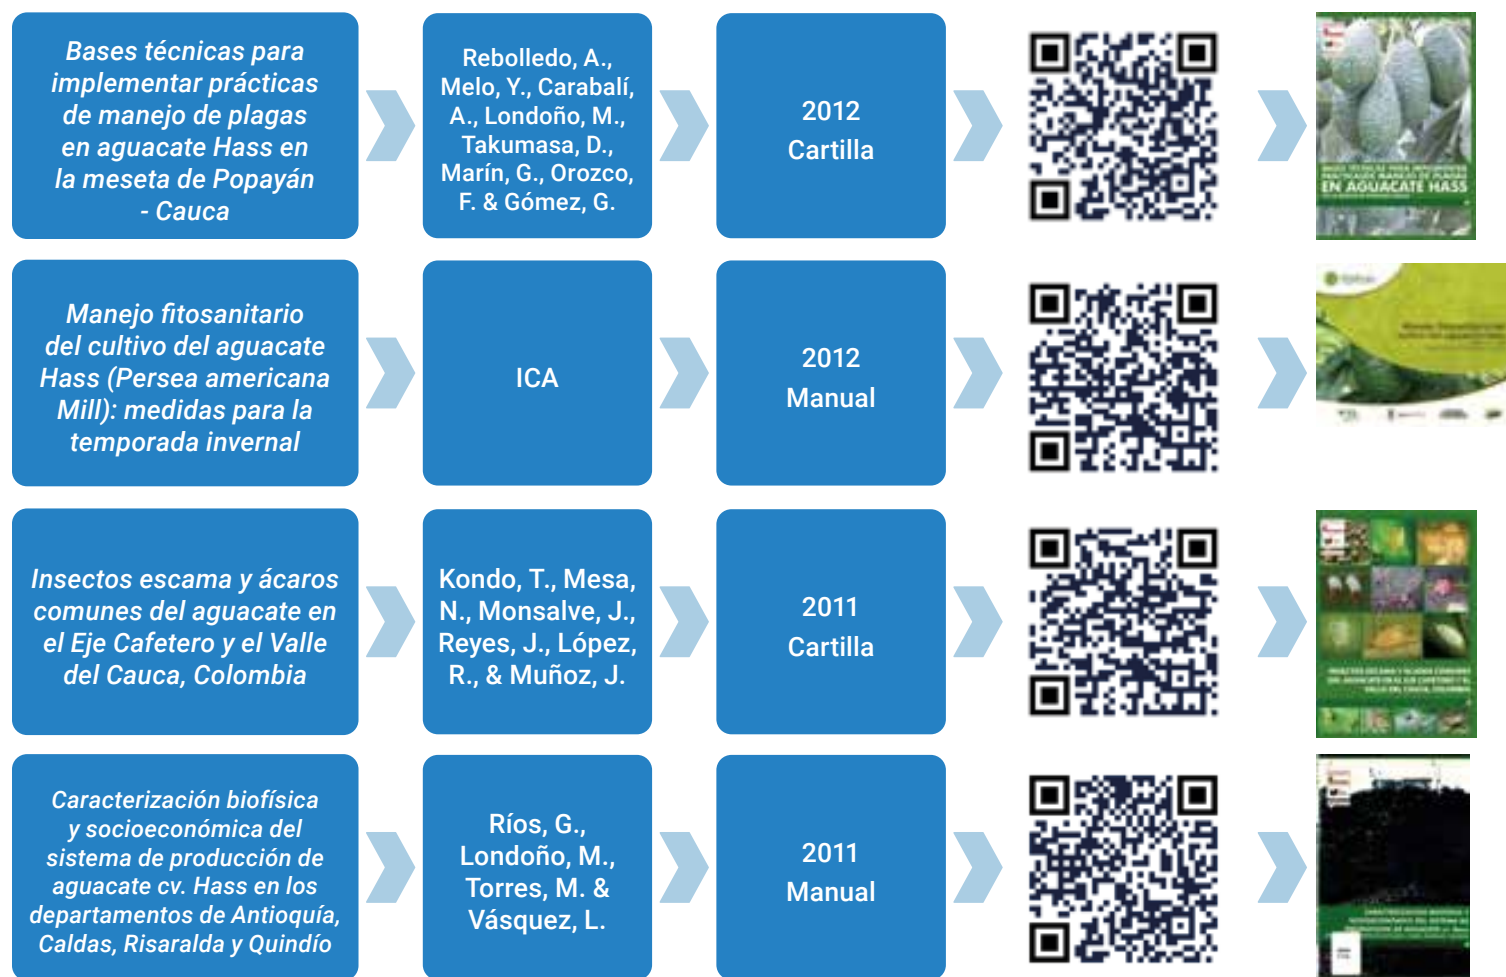 Bases técnicas para
implementar prácticas
de manejo de plagas
en aguacate Hass en
la meseta de Popayán
- Cauca
Rebolledo, A.,
Melo, Y., Carabalí,
A., Londoño, M.,
Takumasa, D.,
Marín, G., Orozco,
F. & Gómez, G.
2012
Cartilla
EN AGUACATE HASS
Manejo fitosanitario
del cultivo del aguacate
Hass (Persea americana
Mill): medidas para la
temporada invernal
ICA
2012
Manual
Insectos escama y ácaros
comunes del aguacate en
el Eje Cafetero y el Valle
del Cauca, Colombia
Kondo, T., Mesa,
N., Monsalve, J.,
Reyes, J., López,
R., & Muñoz, J.
2011
Cartilla
Caracterización biofísica
y socioeconómica del
sistema de producción de
aguacate cv. Hass en los
departamentos de Antioquía,
Caldas, Risaralda y Quindío
Ríos, G.,
Londoño, M.,
Torres, M. &
Vásquez, L.
2011
Manual